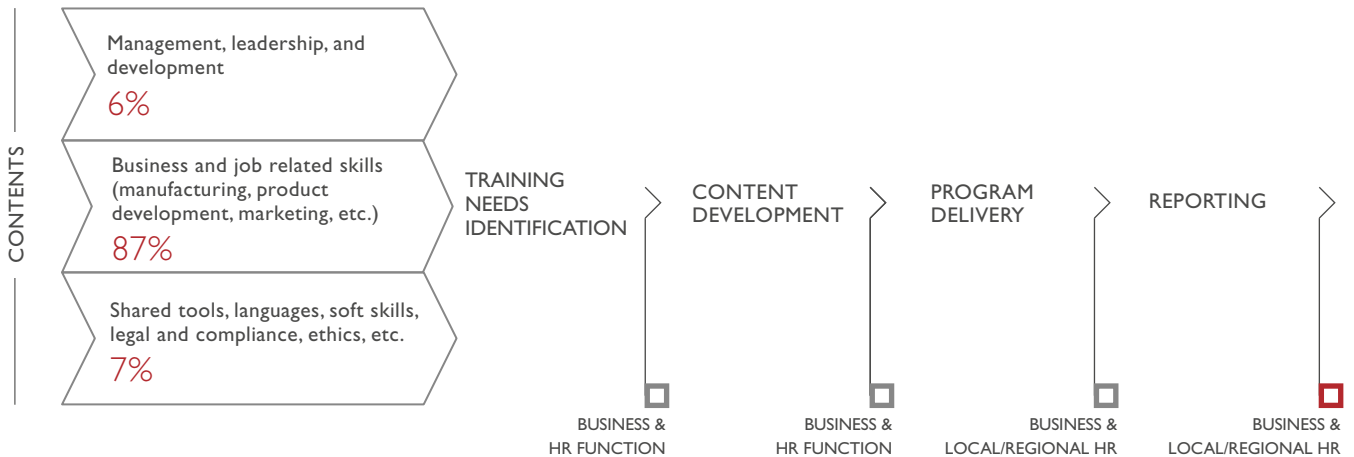 CONTENTS
Management, leadership, and
development
6%
Business and job related skills
(manufacturing, product
development, marketing, etc.)
87%
Shared tools, languages, soft skills,
legal and compliance, ethics, etc.
7%
TRAINING
NEEDS
IDENTIFICATION
BUSINESS &
HR FUNCTION
CONTENT
DEVELOPMENT
BUSINESS &
HR FUNCTION
PROGRAM
DELIVERY
BUSINESS &
LOCAL/REGIONAL HR
REPORTING
BUSINESS &
LOCAL/REGIONAL HR